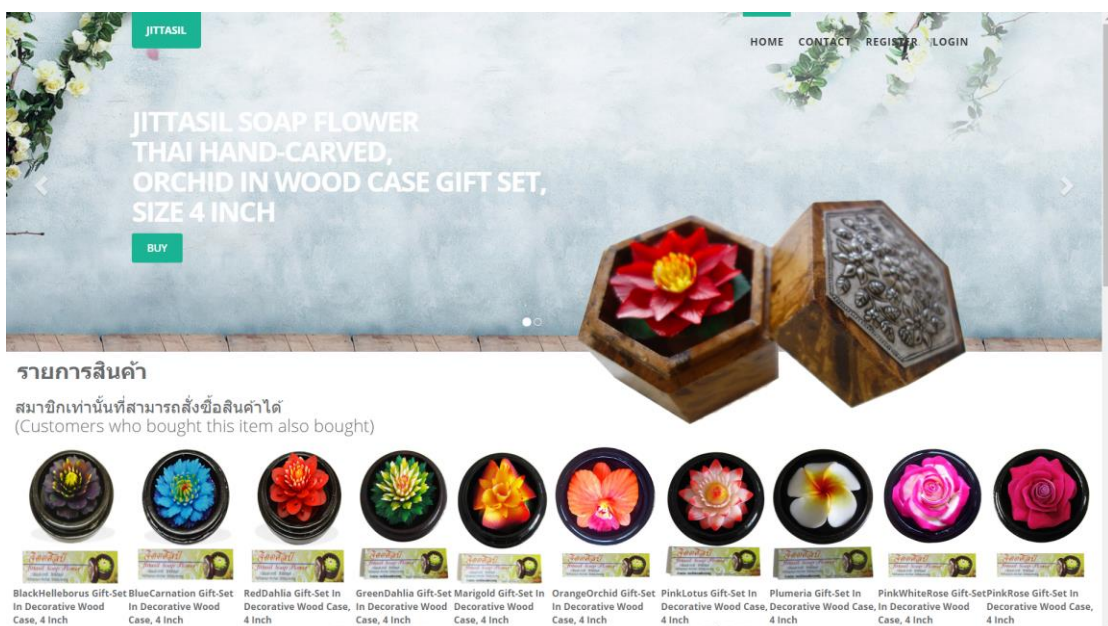 JITTASIL
HOME CONTACT REGISTER LOGIN
JITTASIL SOAP FLOWER
THAI HAND-CARVED,
ORCHID IN WOOD CASE GIFT SET,
SIZE 4 INCH
BUY
รายการสินค้า
สมาชิกเท่านั้นที่สามารถสั่งซื้อสินค้าได้
(Customers who bought this item also bought)
BlackHelleborus Gift-Set
In Decorative Wood
Case, 4 Inch
BlueCarnation Gift-Set
In Decorative Wood
Case, 4 Inch
RedDahlia Gift-Set In
Decorative Wood Case,
4 Inch
GreenDahlia Gift-Set
In Decorative Wood
Case, 4 Inch
Marigold Gift-Set In
Decorative Wood
Case, 4 Inch
OrangeOrchid Gift-Set
In Decorative Wood
Case, 4 Inch
PinkLotus Gift-Set In
Decorative Wood Case,
4 Inch
Plumeria Gift-Set In
Decorative Wood Case,
4 Inch
PinkWhiteRose Gift-Set
In Decorative Wood
Case, 4 Inch
PinkRose Gift-Set In
Decorative Wood Case,
4 Inch